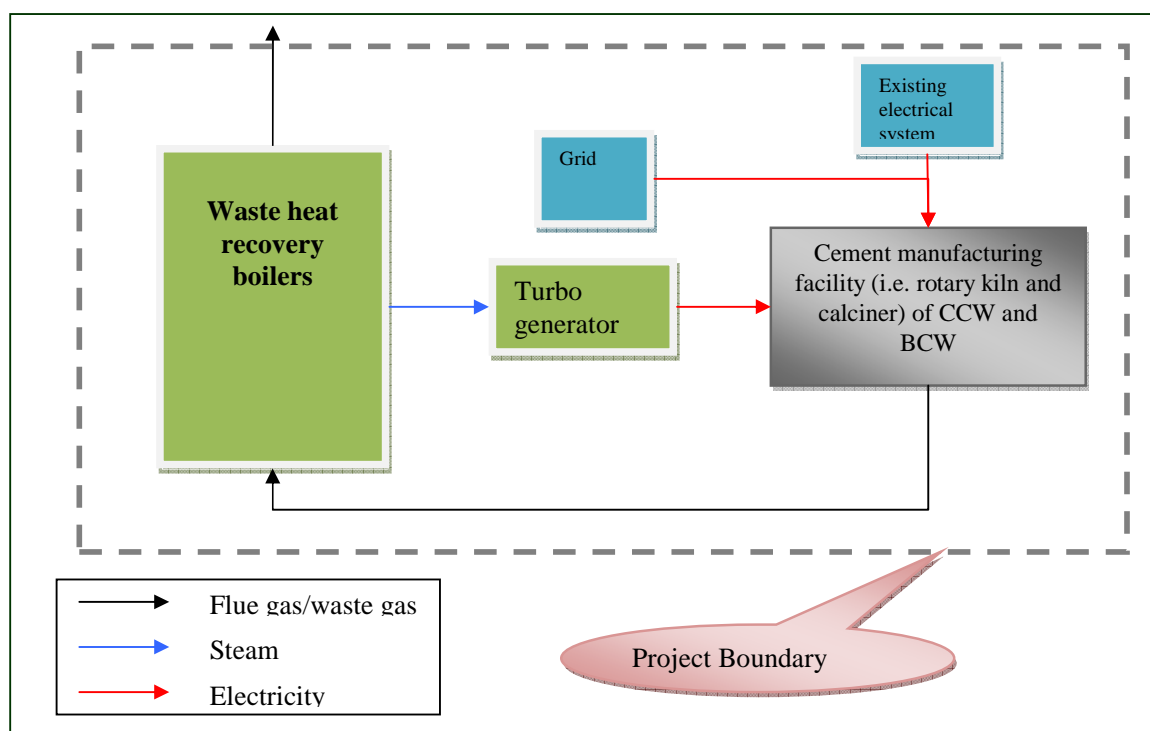 Existing
electrical
system
Grid
Waste heat
recovery
boilers
Turbo
generator
Cement manufacturing
facility (i.e. rotary kiln and
calciner) of CCW and
BCW
Flue gas/waste gas
Steam
Electricity
Project Boundary